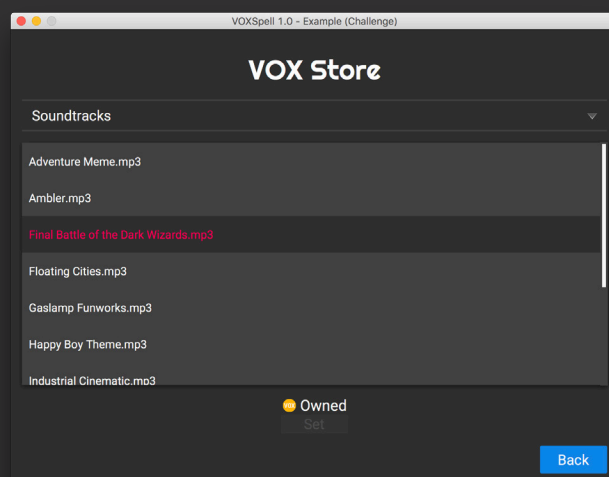 VOXSpell 1.0 - Example (Challenge)
VOX Store
Soundtracks
Adventure Meme.mp3
Ambler.mp3
Final Battle of the Dark Wizards.mp3
Floating Cities.mp3
Gaslamp Funworks.mp3
Happy Boy Theme.mp3
Industrial Cinematic.mp3
VOX Owned
Set
Back